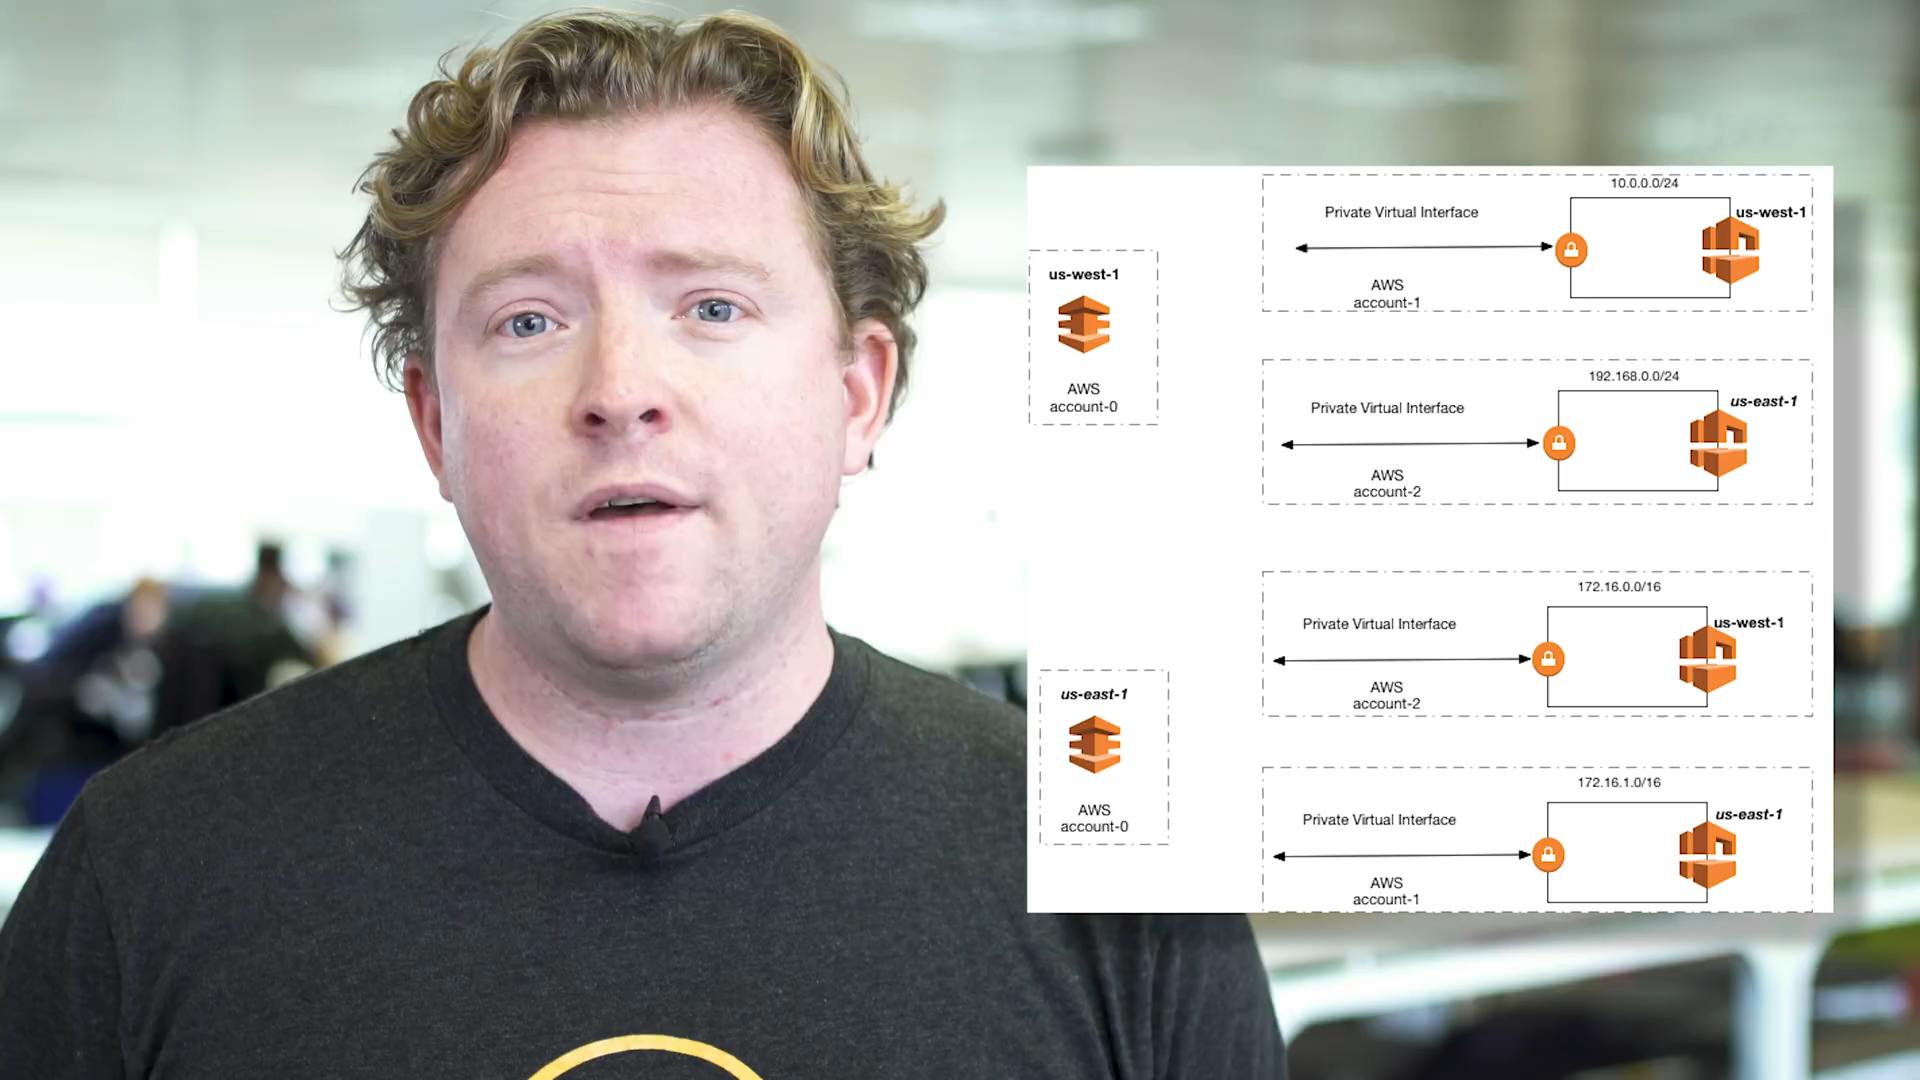 us-west-1
AWS
account-0
us-east-1
AWS
account-0
10.0.0.0/24
Private Virtual Interface
us-west-1
AWS
account-1
192.168.0.0/24
Private Virtual Interface
us-east-1
AWS
account-2
172.16.0.0/16
Private Virtual Interface
us-west-1
AWS
account-2
172.16.1.0/16
Private Virtual Interface
us-east-1
AWS
account-1